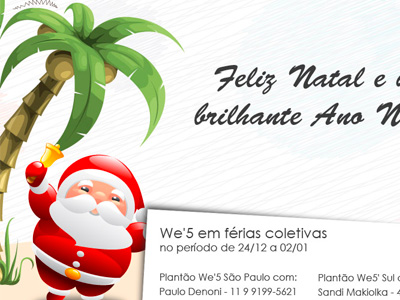 Feliz Natal e u
brilhante Ano N
We'5 em férias coletivas
no período de 24/12 a 02/01
Plantão We'5 São Paulo com:
Paulo Denoni - 11 9 9199-5621
Plantão We5' Sul c
Sandi Makiolka - 4